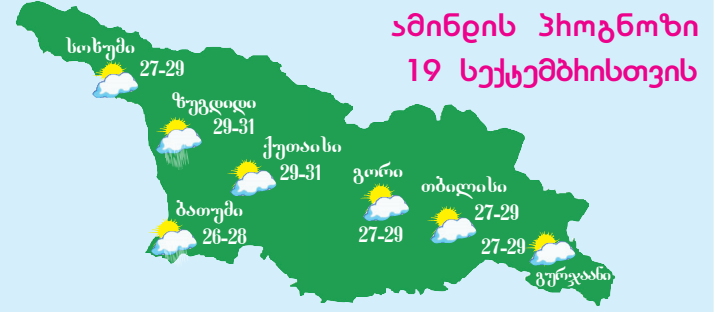 ამინდის პროგნოზი
19 სექტემბრისთვის
სოხუმი
27-29
ზუგდიდი
29-31
ქუთაისი
29-31
გორი
27-29
თბილისი
27-29
ბათუმი
26-28
27-29
გურჯაანი